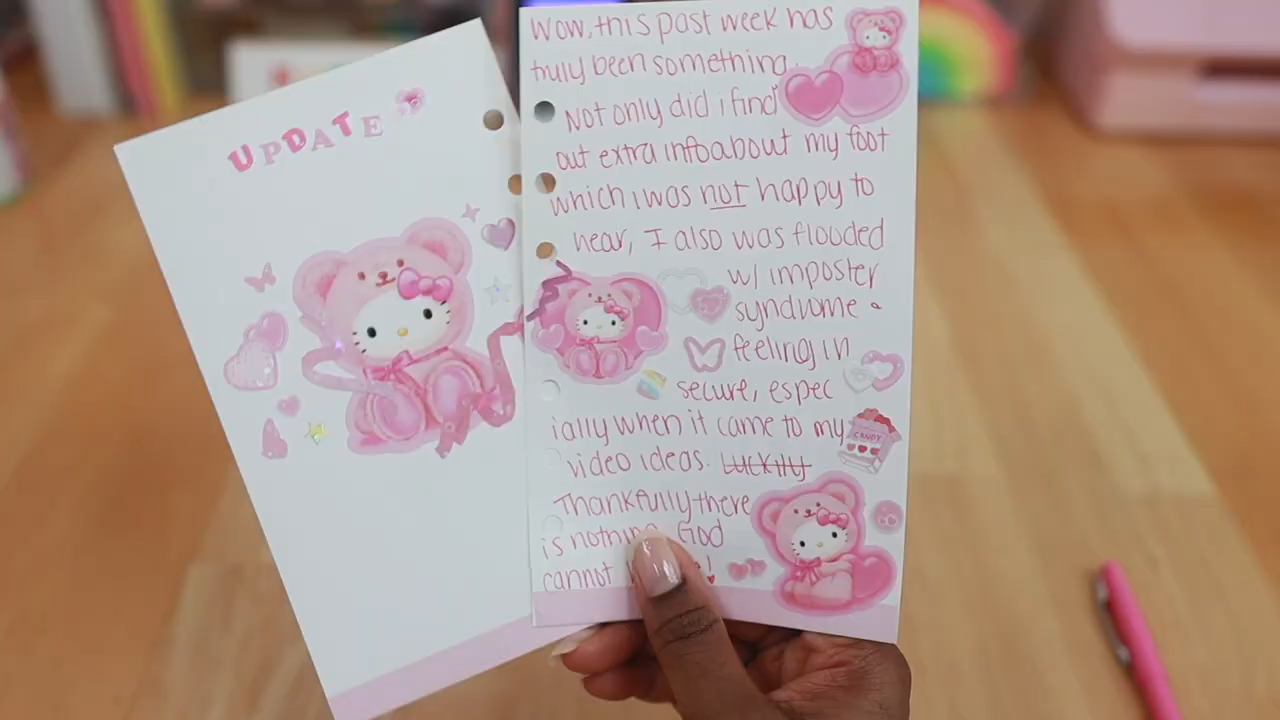 UPDATE
Wow, this past week has
truly been something.
Not only did i find
out extra info about my foot
which i was not happy to
hear, I also was flooded
w/ imposter
syndrome &
feeling in
secure, espec
ially when it came to my
video ideas. LUCKILY
Thankfully there
is God
cannot
CANDY